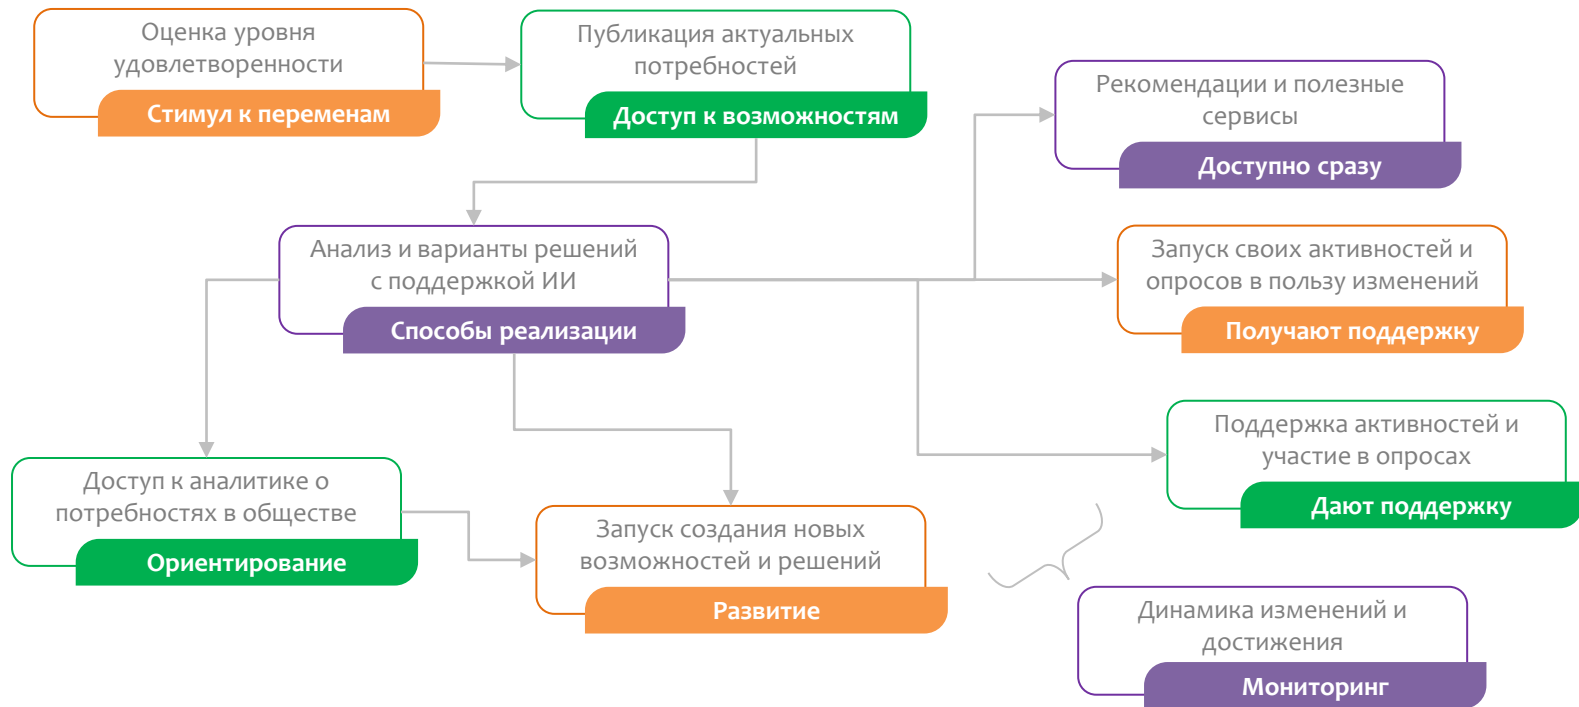 Оценка уровня
удовлетворенности
Стимул к переменам
Публикация актуальных
потребностей
Доступ к возможностям
Рекомендации и полезные
сервисы
Доступно сразу
Анализ и варианты решений
с поддержкой ИИ
Способы реализации
Запуск своих активностей и
опросов в пользу изменений
Получают поддержку
Поддержка активностей и
участие в опросах
Дают поддержку
Доступ к аналитике о
потребностях в обществе
Ориентирование
Запуск создания новых
возможностей и решений
Развитие
Динамика изменений и
достижения
Мониторинг